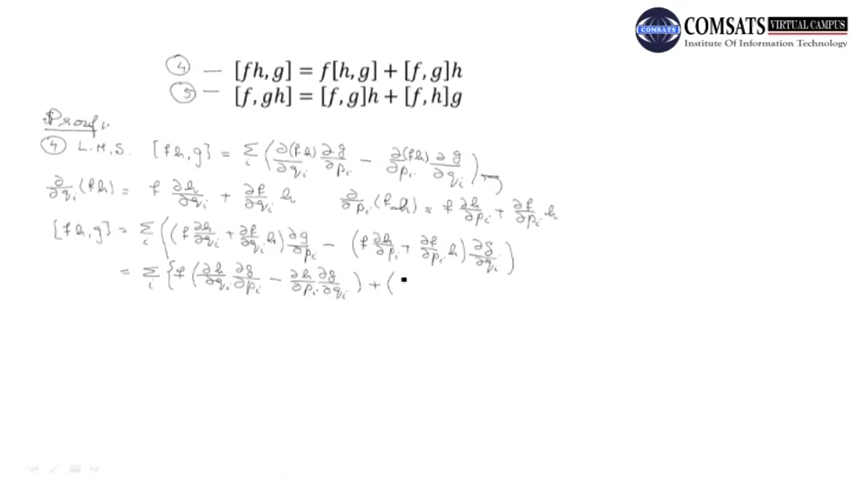 COMSATS VIRTUAL CAMPUS
COMSATS
Institute Of Information Technology
④ — [fh, g] = f[h, g] + [f, g]h
⑤ — [f, gh] = [f, g]h + [f, h]g
Proof:
④ L.H.S. [fh, g] = Σ_i (∂(fh)/∂q_i ∂g/∂p_i − ∂(fh)/∂p_i ∂g/∂q_i)
∂/∂q_i (fh) = f ∂h/∂q_i + ∂f/∂q_i h ∂/∂p_i (fh) = f ∂h/∂p_i + ∂f/∂p_i h
[fh, g] = Σ_i ((f ∂h/∂q_i + ∂f/∂q_i h) ∂g/∂p_i − (f ∂h/∂p_i + ∂f/∂p_i h) ∂g/∂q_i)
= Σ_i {f (∂h/∂q_i ∂g/∂p_i − ∂h/∂p_i ∂g/∂q_i) + (